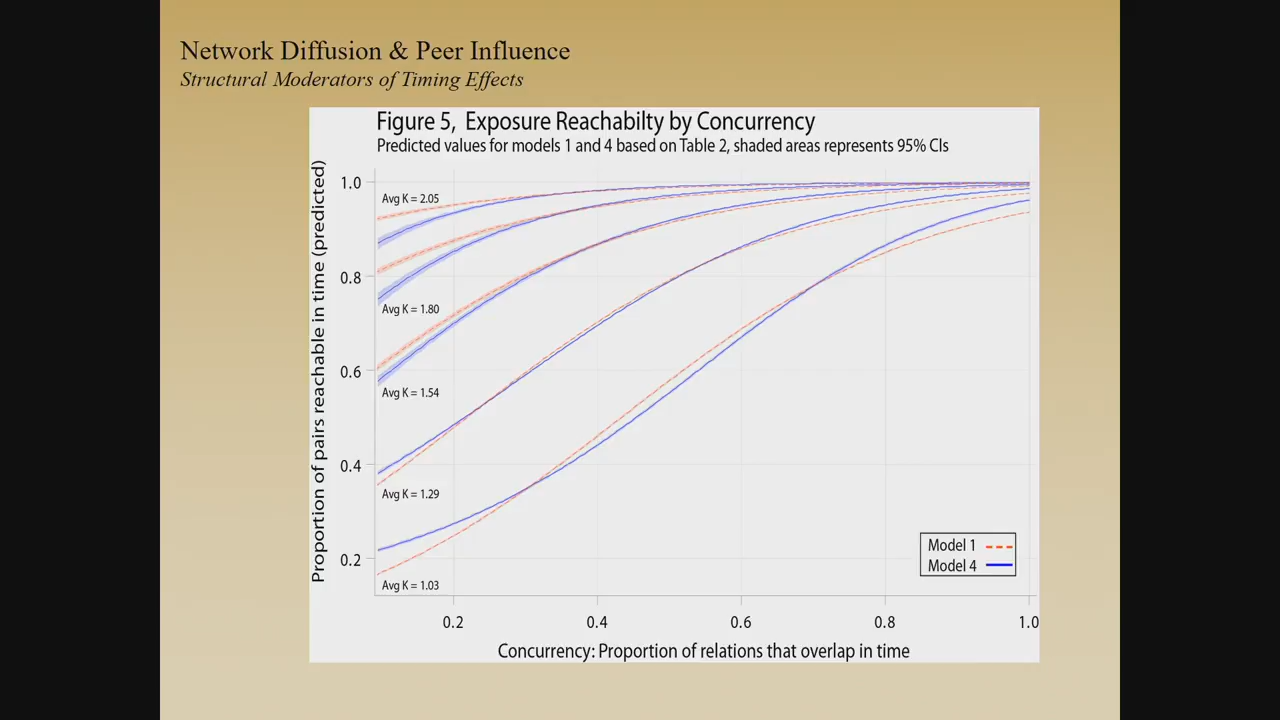 Network Diffusion & Peer Influence
Structural Moderators of Timing Effects
Figure 5, Exposure Reachabilty by Concurrency
Predicted values for models 1 and 4 based on Table 2, shaded areas represents 95% CIs
Proportion of pairs reachable in time (predicted)
1.0
0.8
0.6
0.4
0.2
Avg K = 2.05
Avg K = 1.80
Avg K = 1.54
Avg K = 1.29
Avg K = 1.03
Model 1
Model 4
0.2 0.4 0.6 0.8 1.0
Concurrency: Proportion of relations that overlap in time